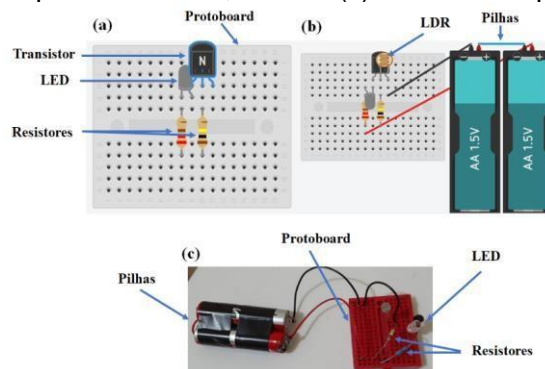 (a)
Protoboard
Transistor
N
LED
Resistores
(b)
LDR
Pilhas
AA 1.5V
AA 1.5V
(c)
Protoboard
LED
Pilhas
Resistores